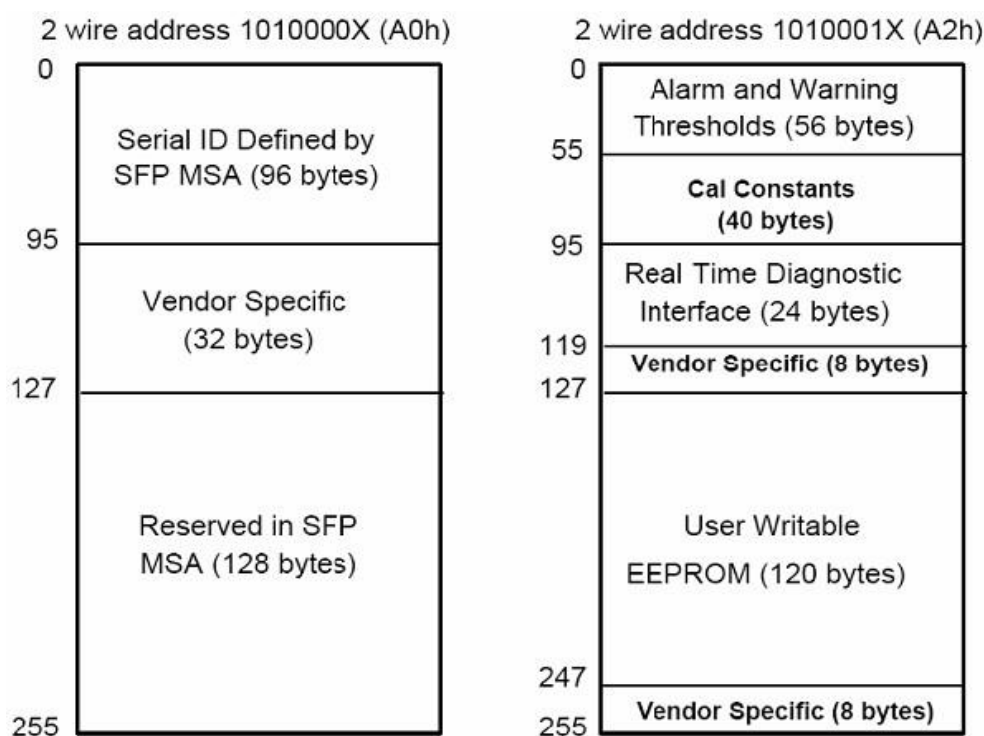 2 wire address 1010000X (A0h)
0
Serial ID Defined by
SFP MSA (96 bytes)
95
Vendor Specific
(32 bytes)
127
Reserved in SFP
MSA (128 bytes)
255
2 wire address 1010001X (A2h)
0
Alarm and Warning
Thresholds (56 bytes)
55
Cal Constants
(40 bytes)
95
Real Time Diagnostic
Interface (24 bytes)
119
Vendor Specific (8 bytes)
127
User Writable
EEPROM (120 bytes)
247
Vendor Specific (8 bytes)
255